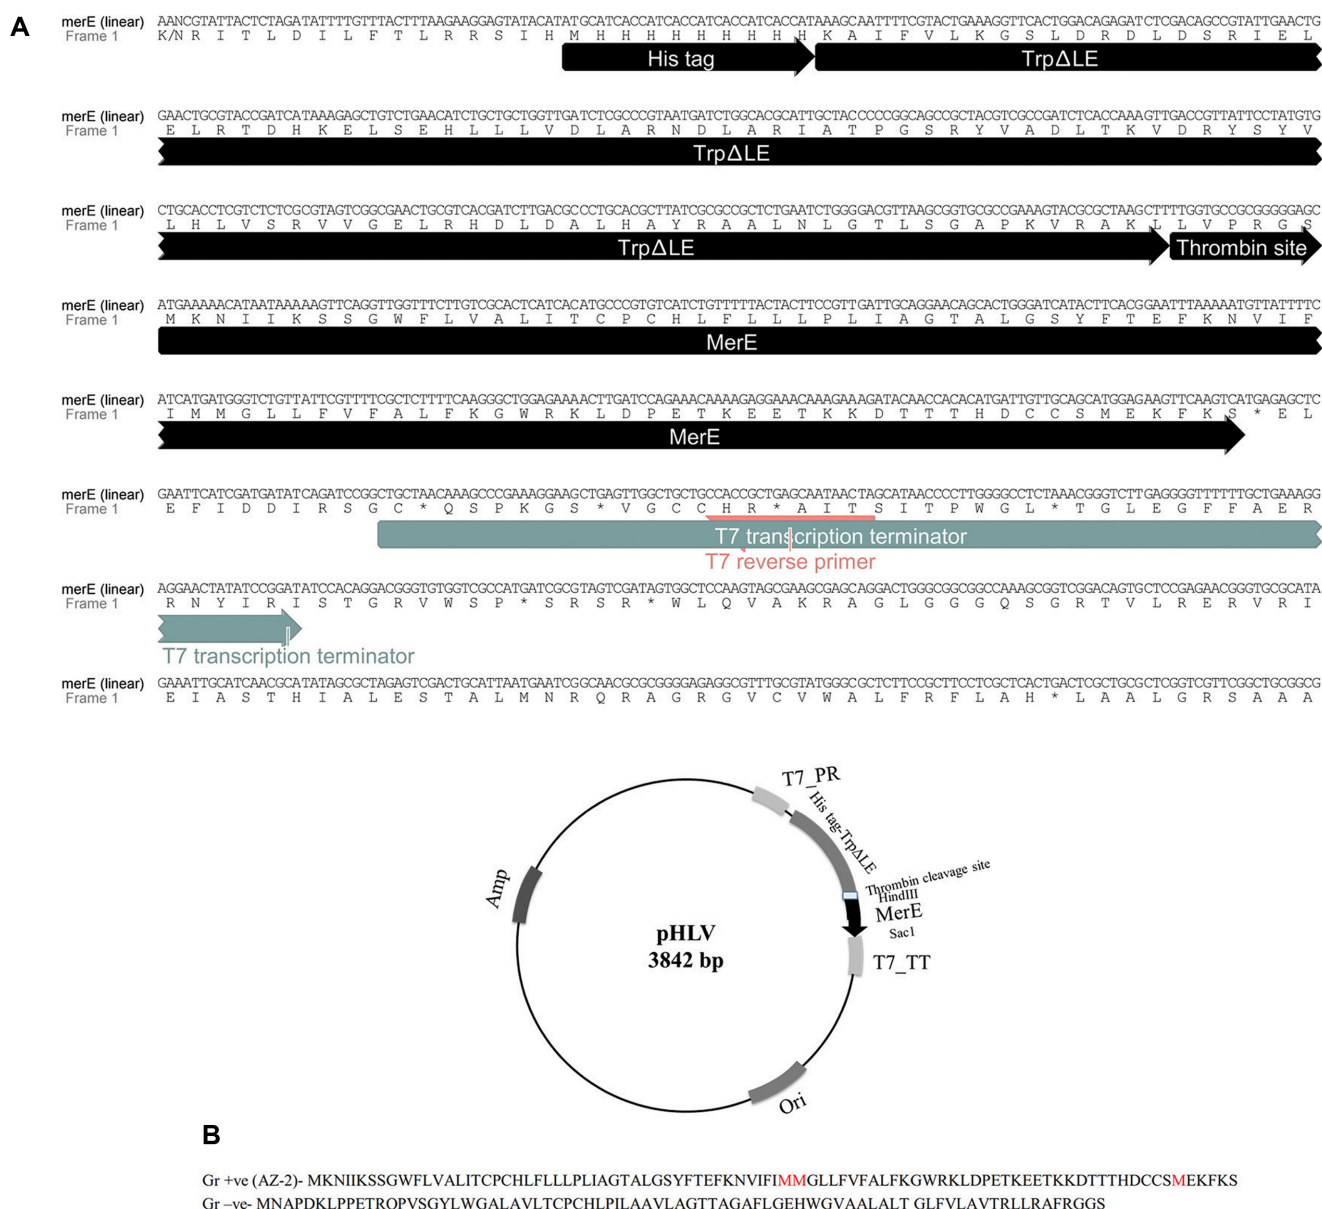 A
merE (linear) AANCGTATTACTCTAGATATTTTGTTTACTTTAAGAAGGAGTATACATATGCATCACCATCACCATCACCATCACCATAAAGCAATTTTCGTACTGAAAGGTTCACTGGACAGAGATCTCGACAGCCGTATTGAACTG
Frame 1 K/N R I T L D I L F T L R R S I H M H H H H H H H H H K A I F V L K G S L D R D L D S R I E L
His tag TrpΔLE
merE (linear) GAACTGCGTACCGATCATAAAGAGCTGTCTGAACATCTGCTGCTGGTTGATCTCGCCCGTAATGATCTGGCACGCATTGCTACCCCCGGCAGCCGCTACGTCGCCGATCTCACCAAAGTTGACCGTTATTCCTATGTG
Frame 1 E L R T D H K E L S E H L L L V D L A R N D L A R I A T P G S R Y V A D L T K V D R Y S Y V
TrpΔLE
merE (linear) CTGCACCTCGTCTCTCGCGTAGTCGGCGAACTGCGTCACGATCTTGACGCCCTGCACGCTTATCGCGCCGCTCTGAATCTGGGGACGTTAAGCGGTGCGCCGAAAGTACGCGCTAAGCTTTTGGTGCCGCGGGGGAGC
Frame 1 L H L V S R V V G E L R H D L D A L H A Y R A A L N L G T L S G A P K V R A K L L V P R G S
TrpΔLE Thrombin site
merE (linear) ATGAAAAACATAATAAAAAGTTCAGGTTGGTTTCTTGTCGCACTCATCACATGCCCGTGTCATCTGTTTTTACTACTTCCGTTGATTGCAGGAACAGCACTGGGATCATACTTCACGGAATTTAAAAATGTTATTTTC
Frame 1 M K N I I K S S G W F L V A L I T C P C H L F L L L P L I A G T A L G S Y F T E F K N V I F
MerE
merE (linear) ATCATGATGGGTCTGTTATTCGTTTTCGCTCTTTTCAAGGGCTGGAGAAAACTTGATCCAGAAACAAAAGAGGAAACAAAGAAAGATACAACCACACATGATTGTTGCAGCATGGAGAAGTTCAAGTCATGAGAGCTC
Frame 1 I M M G L L F V F A L F K G W R K L D P E T K E E T K K D T T T H D C C S M E K F K S * E L
MerE
merE (linear) GAATTCATCGATGATATCAGATCCGGCTGCTAACAAAGCCCGAAAGGAAGCTGAGTTGGCTGCTGCCACCGCTGAGCAATAACTAGCATAACCCCTTGGGGCCTCTAAACGGGTCTTGAGGGGTTTTTTGCTGAAAGG
Frame 1 E F I D D I R S G C * Q S P K G S * V G C C H R * A I T S I T P W G L * T G L E G F F A E R
T7 transcription terminator
T7 reverse primer
merE (linear) AGGAACTATATCCGGATATCCACAGGACGGGTGTGGTCGCCATGATCGCGTAGTCGATAGTGGCTCCAAGTAGCGAAGCGAGCAGGACTGGGCGGCGGCCAAAGCGGTCGGACAGTGCTCCGAGAACGGGTGCGCATA
Frame 1 R N Y I R I S T G R V W S P * S R S R * W L Q V A K R A G L G G G Q S G R T V L R E R V R I
T7 transcription terminator
merE (linear) GAAATTGCATCAACGCATATAGCGCTAGAGTCGACTGCATTAATGAATCGGCAACGCGCGGGGAGAGGCGTTTGCGTATGGGCGCTCTTCCGCTTCCTCGCTCACTGACTCGCTGCGCTCGGTCGTTCGGCTGCGGCG
Frame 1 E I A S T H I A L E S T A L M N R Q R A G R G V C V W A L F R F L A H * L A A L G R S A A A
T7_PR
His tag-TrpΔLE
Thrombin cleavage site
HindIII
MerE
Sac1
T7_TT
Amp
pHLV
3842 bp
Ori
B
Gr +ve (AZ-2)- MKNIIKSSGWFLVALITCPCHLFLLLPLIAGTALGSYFTEFKNVIFIMMGLLFVFALFKGWRKLDPETKEETKKDTTTHDCCSMEKFKS
Gr –ve- MNAPDKLPPETRQPVSGYLWGALAVLTCPCHLPILAAVLAGTTAGAFLGEHWGVAALALT GLFVLAVTRLLRAFRGGS